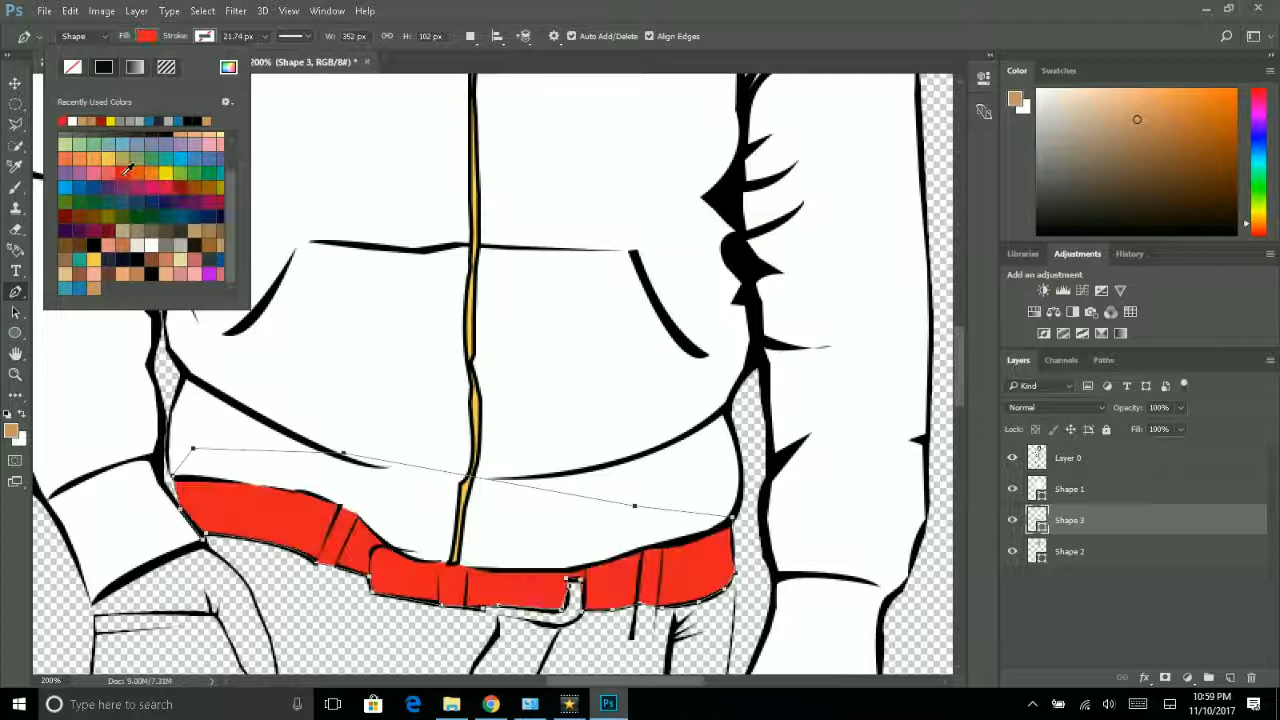 Ps File Edit Image Layer Type Select Filter 3D View Window Help
Shape Fill: Stroke: 21.74 px W: 352 px H: 102 px Auto Add/Delete Align Edges
200% (Shape 3, RGB/8#) * ×
Color Swatches
Recently Used Colors
Libraries Adjustments History
Add an adjustment
Layers Channels Paths
Kind
Normal Opacity: 100%
Lock: Fill: 100%
Layer 0
Shape 1
Shape 3
Shape 2
200% Doc: 9.00M/7.31M
Type here to search
Ps
10:59 PM
11/10/2017